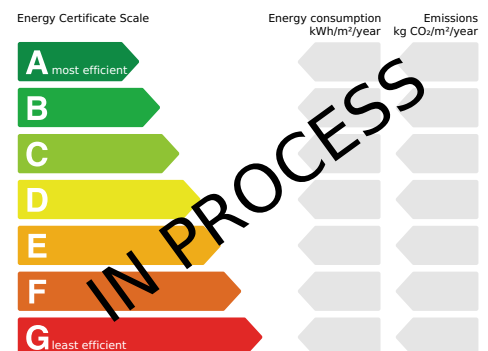 Energy Certificate Scale
Energy consumption
kWh/m²/year
Emissions
kg CO₂/m²/year
A most efficient
B
C
D
E
F
G least efficient
IN PROCESS